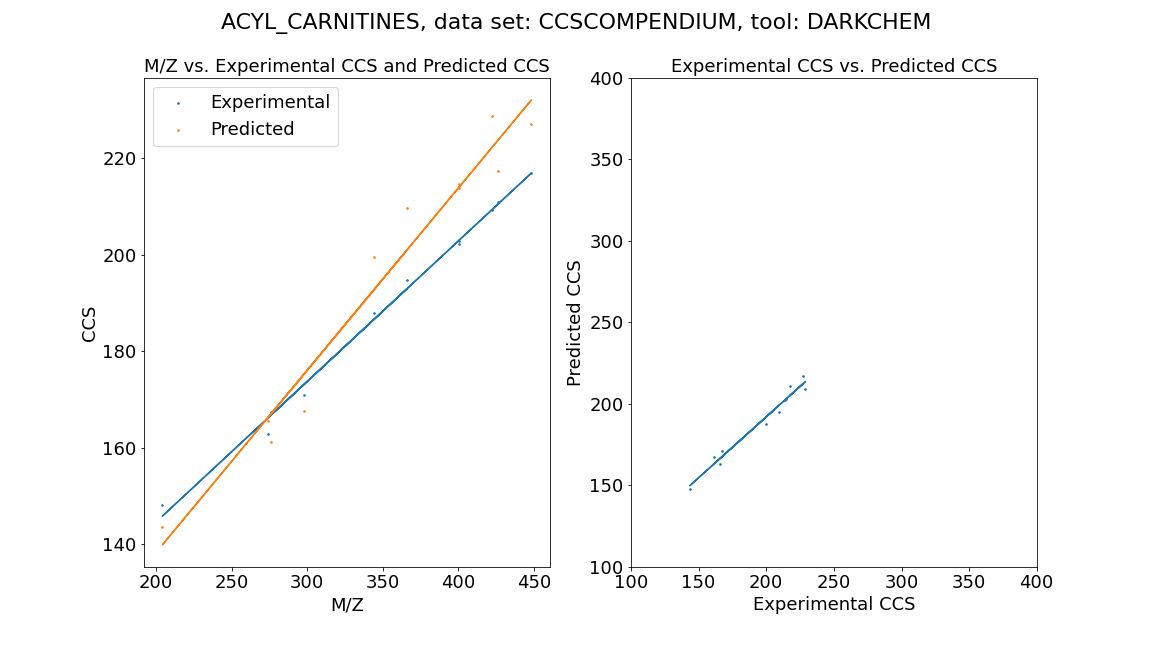 ACYL_CARNITINES, data set: CCSCOMPENDIUM, tool: DARKCHEM
M/Z vs. Experimental CCS and Predicted CCS
Experimental
Predicted
CCS
220
200
180
160
140
200 250 300 350 400 450
M/Z
Experimental CCS vs. Predicted CCS
Predicted CCS
400
350
300
250
200
150
100
100 150 200 250 300 350 400
Experimental CCS